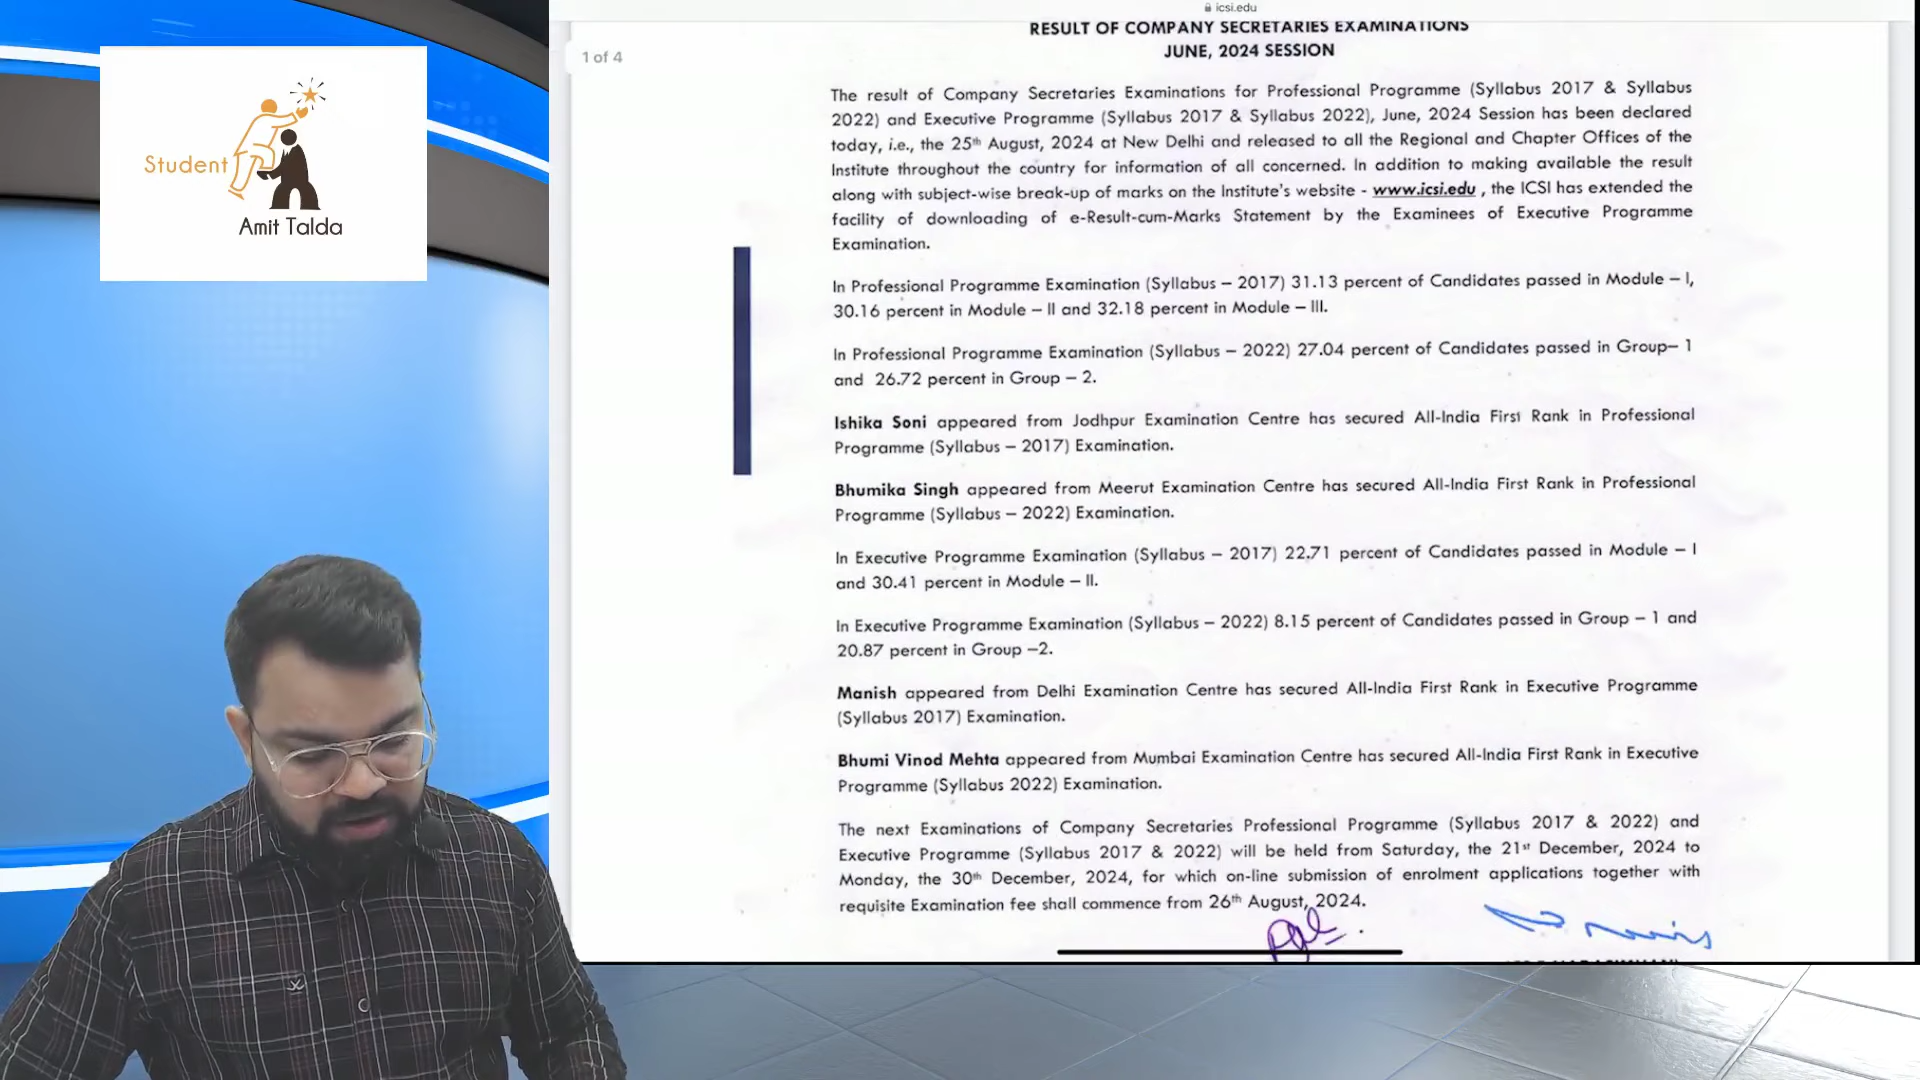 icsi.edu
RESULT OF COMPANY SECRETARIES EXAMINATIONS
JUNE, 2024 SESSION
1 of 4
The result of Company Secretaries Examinations for Professional Programme (Syllabus 2017 & Syllabus
2022) and Executive Programme (Syllabus 2017 & Syllabus 2022), June, 2024 Session has been declared
today, i.e., the 25th August, 2024 at New Delhi and released to all the Regional and Chapter Offices of the
Institute throughout the country for information of all concerned. In addition to making available the result
along with subject-wise break-up of marks on the Institute's website - www.icsi.edu , the ICSI has extended the
facility of downloading of e-Result-cum-Marks Statement by the Examinees of Executive Programme
Examination.
In Professional Programme Examination (Syllabus – 2017) 31.13 percent of Candidates passed in Module – I,
30.16 percent in Module – II and 32.18 percent in Module – III.
In Professional Programme Examination (Syllabus – 2022) 27.04 percent of Candidates passed in Group– 1
and 26.72 percent in Group – 2.
Ishika Soni appeared from Jodhpur Examination Centre has secured All-India First Rank in Professional
Programme (Syllabus – 2017) Examination.
Bhumika Singh appeared from Meerut Examination Centre has secured All-India First Rank in Professional
Programme (Syllabus – 2022) Examination.
In Executive Programme Examination (Syllabus – 2017) 22.71 percent of Candidates passed in Module – I
and 30.41 percent in Module – II.
In Executive Programme Examination (Syllabus – 2022) 8.15 percent of Candidates passed in Group – 1 and
20.87 percent in Group –2.
Manish appeared from Delhi Examination Centre has secured All-India First Rank in Executive Programme
(Syllabus 2017) Examination.
Bhumi Vinod Mehta appeared from Mumbai Examination Centre has secured All-India First Rank in Executive
Programme (Syllabus 2022) Examination.
The next Examinations of Company Secretaries Professional Programme (Syllabus 2017 & 2022) and
Executive Programme (Syllabus 2017 & 2022) will be held from Saturday, the 21st December, 2024 to
Monday, the 30th December, 2024, for which on-line submission of enrolment applications together with
requisite Examination fee shall commence from 26th August, 2024.
Student
Amit Talda